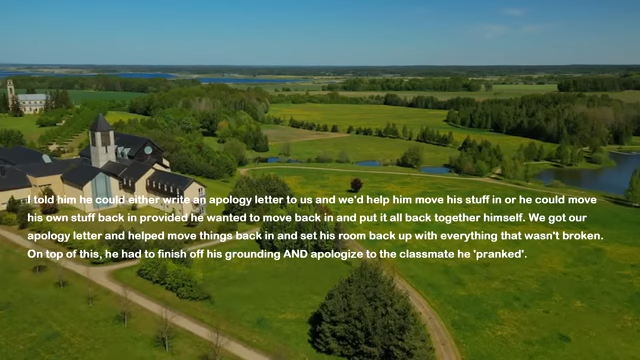 I told him he could either write an apology letter to us and we'd help him move his stuff in or he could move
his own stuff back in provided he wanted to move back in and put it all back together himself. We got our
apology letter and helped move things back in and set his room back up with everything that wasn't broken.
On top of this, he had to finish off his grounding AND apologize to the classmate he 'pranked'.